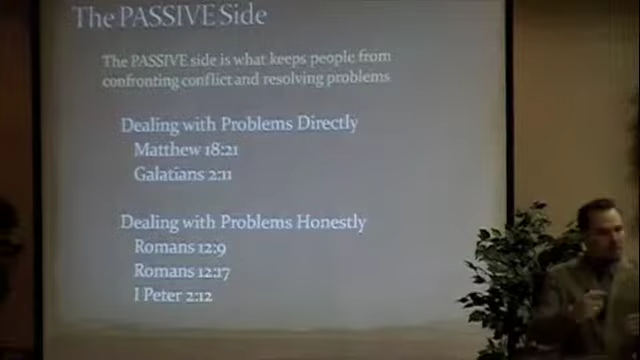 The PASSIVE Side
The PASSIVE side is what keeps people from
confronting conflict and resolving problems
Dealing with Problems Directly
Matthew 18:21
Galatians 2:11
Dealing with Problems Honestly
Romans 12:9
Romans 12:17
I Peter 2:12